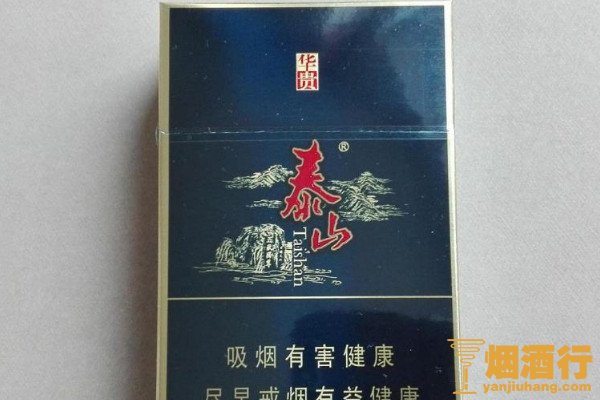 华贵
泰山®
Taishan
吸烟有害健康
尽早戒烟有益健康
烟酒行
yanjiuhang.com